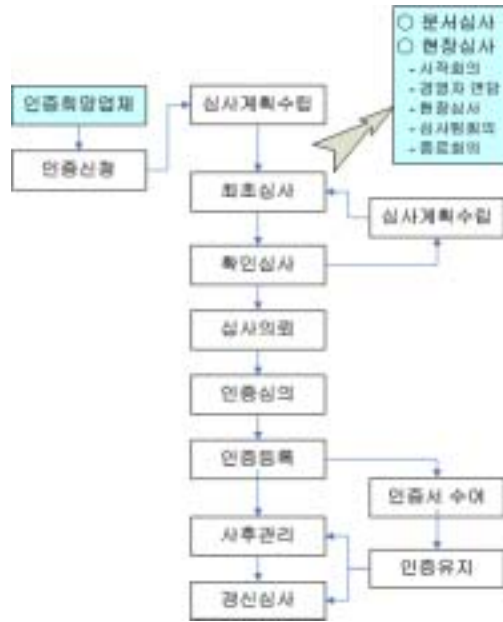 인증희망업체
인증신청
심사계획수립
○ 문서심사
○ 현장심사
- 시작회의
- 경영자 면담
- 현장심사
- 심사팀회의
- 종료회의
최초심사
심사계획수립
확인심사
심사의뢰
인증심의
인증등록
인증서 수여
사후관리
인증유지
갱신심사